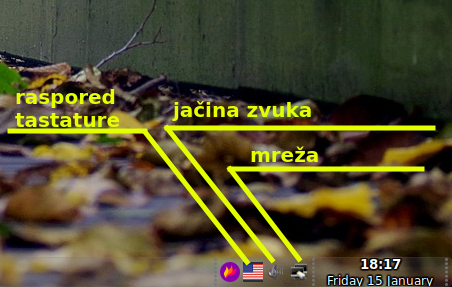 raspored
tastature
jačina zvuka
mreža
18:17
Friday 15 January